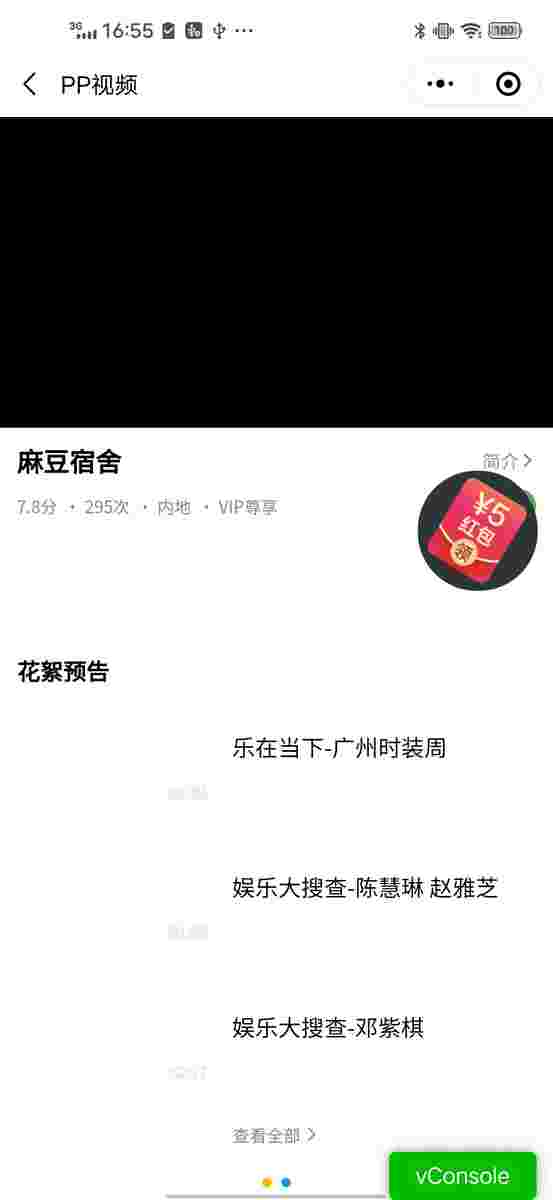 3G 16:55
100
PP视频
麻豆宿舍
简介
7.8分 · 295次 · 内地 · VIP尊享
¥5
红包
领
花絮预告
乐在当下-广州时装周
娱乐大搜查-陈慧琳 赵雅芝
娱乐大搜查-邓紫棋
查看全部
vConsole